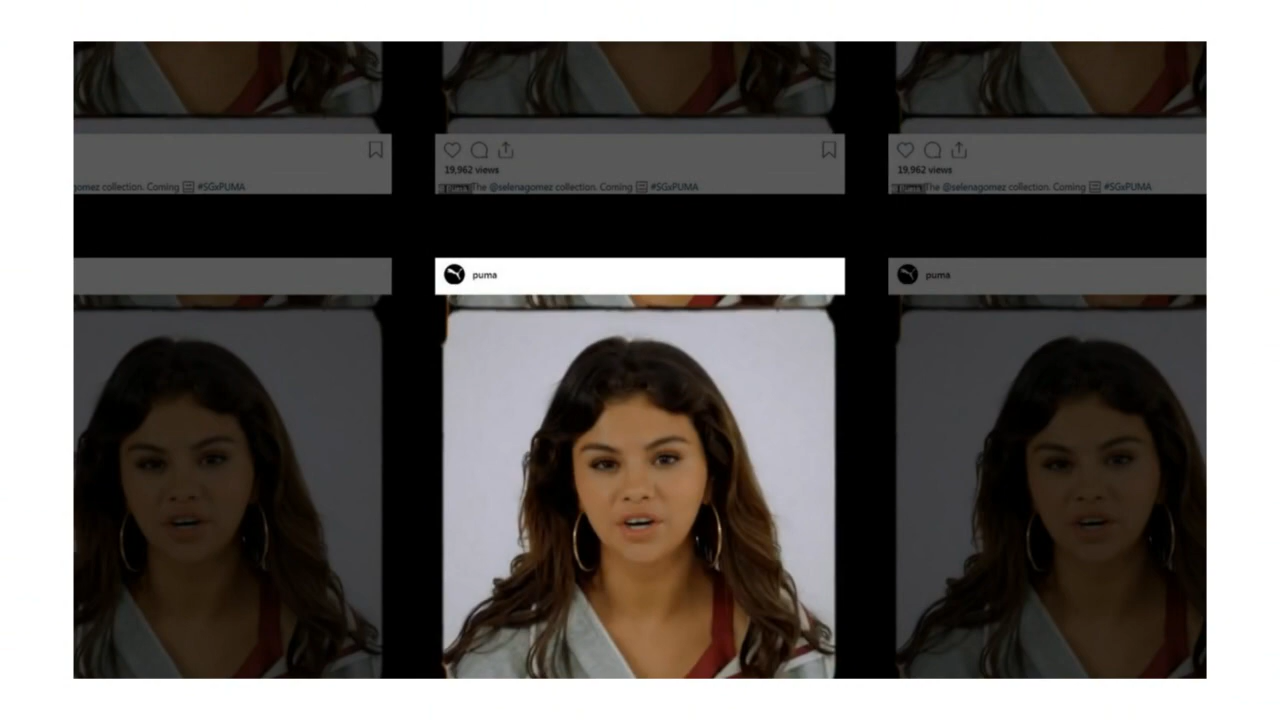 gomez collection. Coming #SGxPUMA
19,962 views
The @selenagomez collection. Coming #SGxPUMA
19,962 views
The @selenagomez collection. Coming #SGxPUMA
puma
puma